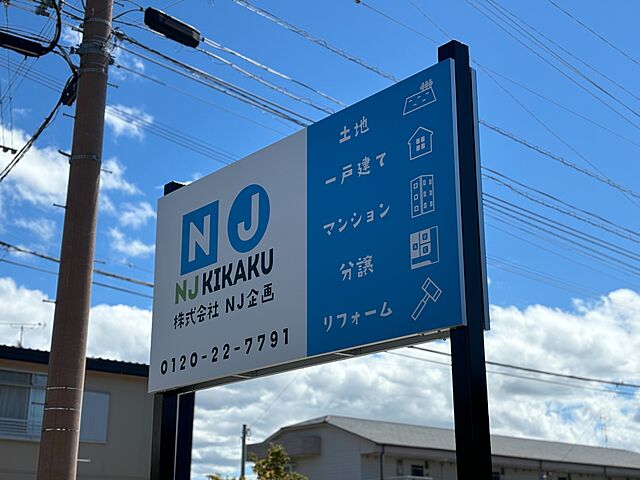 NJ
NJ KIKAKU
株式会社 NJ企画
0120-22-7791
土地
一戸建て
マンション
分譲
リフォーム